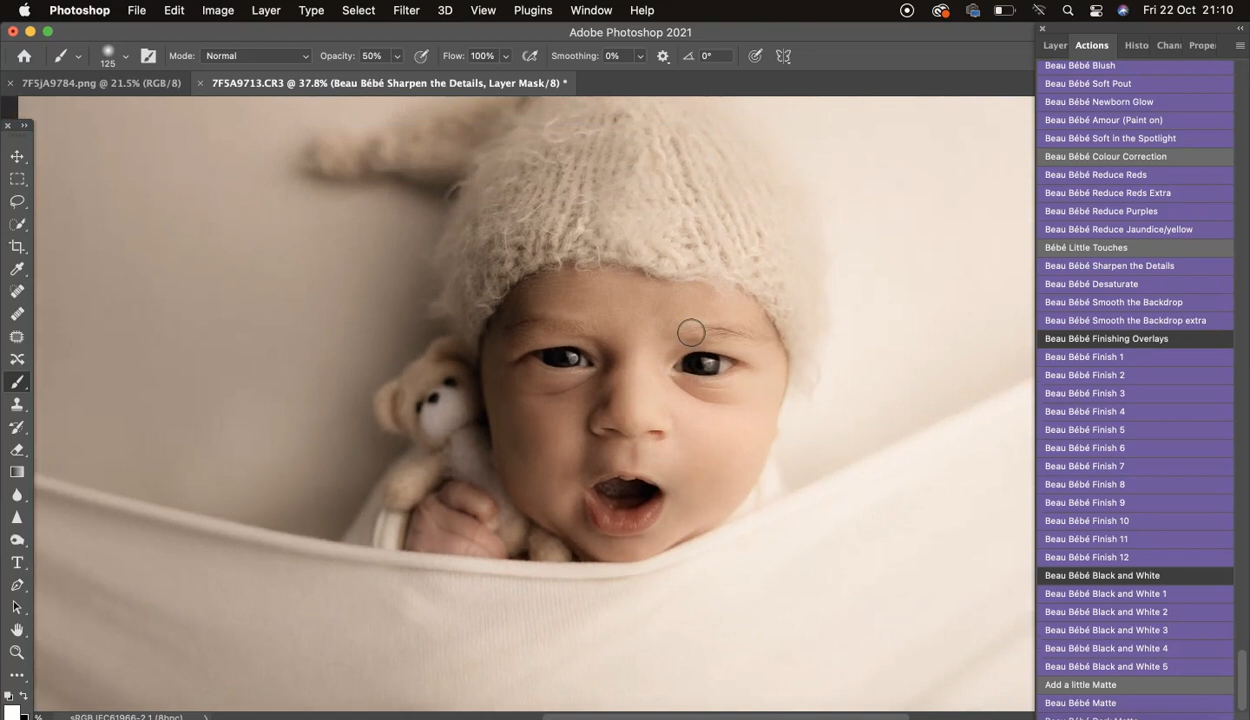 Photoshop File Edit Image Layer Type Select Filter 3D View Plugins Window Help Fri 22 Oct 21:10
Adobe Photoshop 2021
125 Mode: Normal Opacity: 50% Flow: 100% Smoothing: 0% 0°
7F5jA9784.png @ 21.5% (RGB/8) 7F5A9713.CR3 @ 37.8% (Beau Bébé Sharpen the Details, Layer Mask/8) *
Layer Actions Histo Chan Prope
Beau Bébé Blush
Beau Bébé Soft Pout
Beau Bébé Newborn Glow
Beau Bébé Amour (Paint on)
Beau Bébé Soft in the Spotlight
Beau Bébé Colour Correction
Beau Bébé Reduce Reds
Beau Bébé Reduce Reds Extra
Beau Bébé Reduce Purples
Beau Bébé Reduce Jaundice/yellow
Bébé Little Touches
Beau Bébé Sharpen the Details
Beau Bébé Desaturate
Beau Bébé Smooth the Backdrop
Beau Bébé Smooth the Backdrop extra
Beau Bébé Finishing Overlays
Beau Bébé Finish 1
Beau Bébé Finish 2
Beau Bébé Finish 3
Beau Bébé Finish 4
Beau Bébé Finish 5
Beau Bébé Finish 6
Beau Bébé Finish 7
Beau Bébé Finish 8
Beau Bébé Finish 9
Beau Bébé Finish 10
Beau Bébé FInish 11
Beau Bébé Finish 12
Beau Bébé Black and White
Beau Bébé Black and White 1
Beau Bébé Black and White 2
Beau Bébé Black and White 3
Beau Bébé Black and White 4
Beau Bébé Black and White 5
Add a little Matte
Beau Bébé Matte
Beau Bébé Dark Matte
% sRGB IEC61966-2.1 (8bpc)